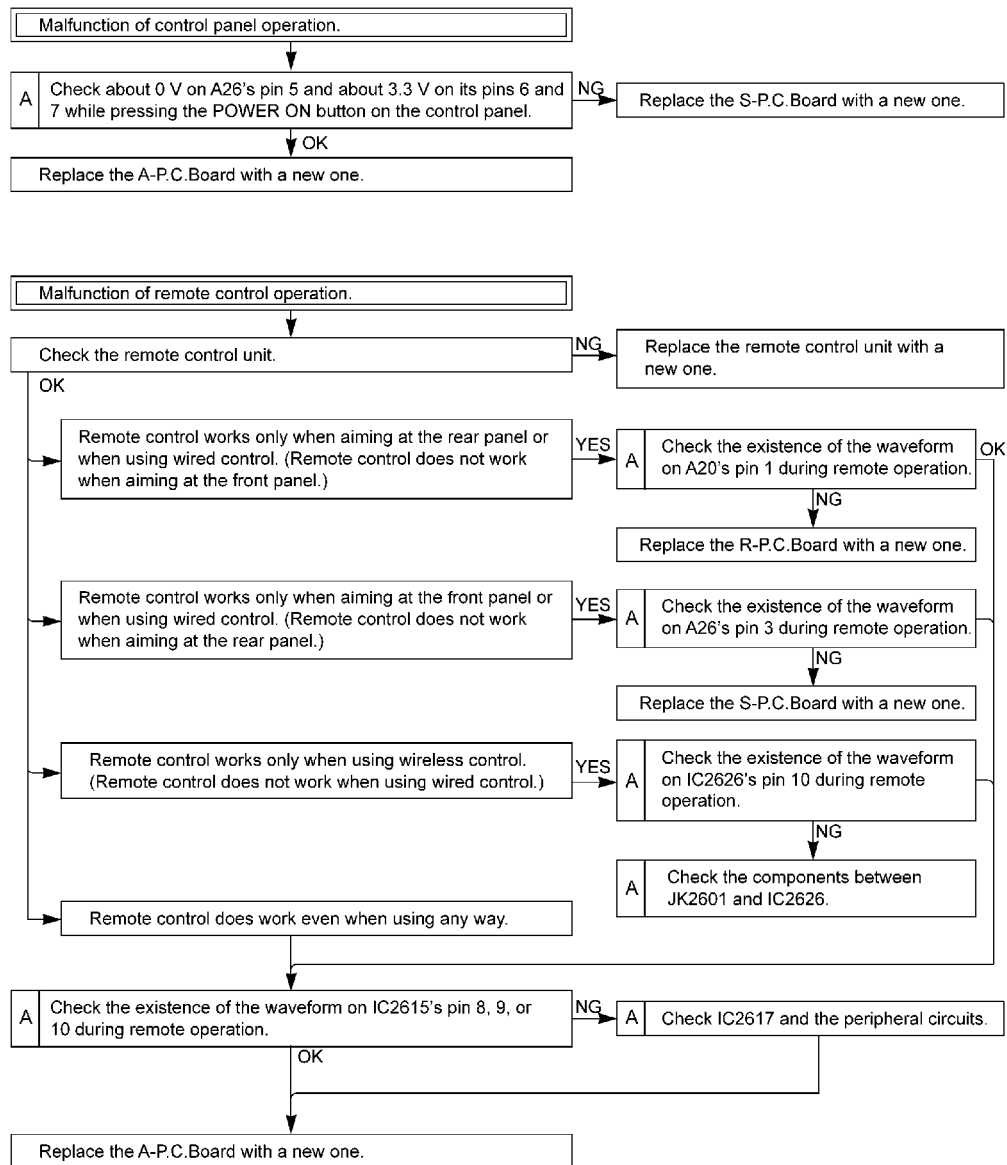 Malfunction of control panel operation.
A
Check about 0 V on A26's pin 5 and about 3.3 V on its pins 6 and
7 while pressing the POWER ON button on the control panel.
NG
Replace the S-P.C.Board with a new one.
OK
Replace the A-P.C.Board with a new one.
Malfunction of remote control operation.
Check the remote control unit.
NG
Replace the remote control unit with a
new one.
OK
Remote control works only when aiming at the rear panel or
when using wired control. (Remote control does not work
when aiming at the front panel.)
YES
A
Check the existence of the waveform
on A20's pin 1 during remote operation.
OK
NG
Replace the R-P.C.Board with a new one.
Remote control works only when aiming at the front panel or
when using wired control. (Remote control does not work
when aiming at the rear panel.)
YES
A
Check the existence of the waveform
on A26's pin 3 during remote operation.
NG
Replace the S-P.C.Board with a new one.
Remote control works only when using wireless control.
(Remote control does not work when using wired control.)
YES
A
Check the existence of the waveform
on IC2626's pin 10 during remote
operation.
NG
A
Check the components between
JK2601 and IC2626.
Remote control does work even when using any way.
A
Check the existence of the waveform on IC2615's pin 8, 9, or
10 during remote operation.
NG
A
Check IC2617 and the peripheral circuits.
OK
Replace the A-P.C.Board with a new one.